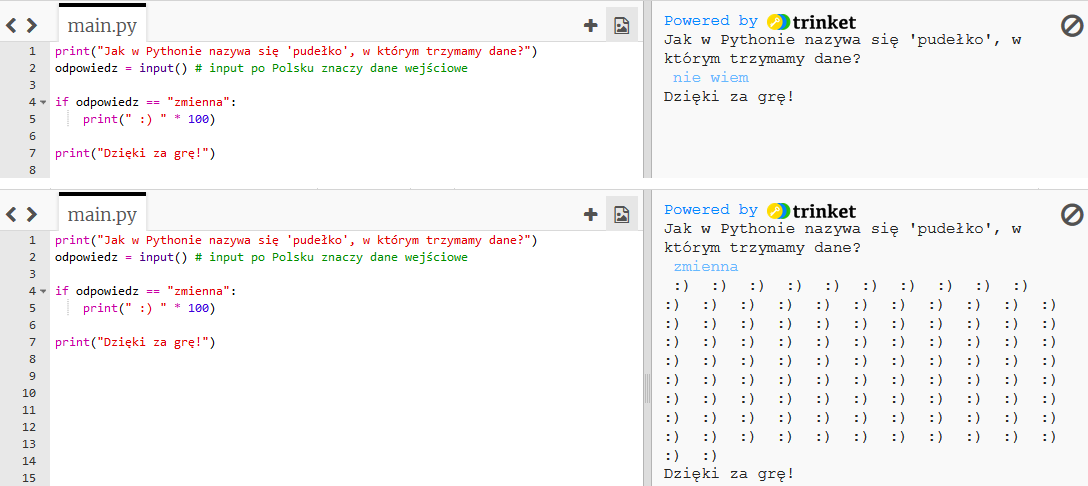 main.py
1 print("Jak w Pythonie nazywa się 'pudełko', w którym trzymamy dane?")
2 odpowiedz = input() # input po Polsku znaczy dane wejściowe
3
4 if odpowiedz == "zmienna":
5     print(" :) " * 100)
6
7 print("Dzięki za grę!")
8
Powered by trinket
Jak w Pythonie nazywa się 'pudełko', w
którym trzymamy dane?
nie wiem
Dzięki za grę!
main.py
1 print("Jak w Pythonie nazywa się 'pudełko', w którym trzymamy dane?")
2 odpowiedz = input() # input po Polsku znaczy dane wejściowe
3
4 if odpowiedz == "zmienna":
5     print(" :) " * 100)
6
7 print("Dzięki za grę!")
8
9
10
11
12
13
14
15
Powered by trinket
Jak w Pythonie nazywa się 'pudełko', w
którym trzymamy dane?
zmienna
:)  :)  :)  :)  :)  :)  :)  :)  :)  :)
:)  :)  :)  :)  :)  :)  :)  :)  :)  :)  :)
:)  :)  :)  :)  :)  :)  :)  :)  :)  :)  :)
:)  :)  :)  :)  :)  :)  :)  :)  :)  :)  :)
:)  :)  :)  :)  :)  :)  :)  :)  :)  :)  :)
:)  :)  :)  :)  :)  :)  :)  :)  :)  :)  :)
:)  :)  :)  :)  :)  :)  :)  :)  :)  :)  :)
:)  :)  :)  :)  :)  :)  :)  :)  :)  :)  :)
:)  :)  :)  :)  :)  :)  :)  :)  :)  :)  :)
:)  :)
Dzięki za grę!